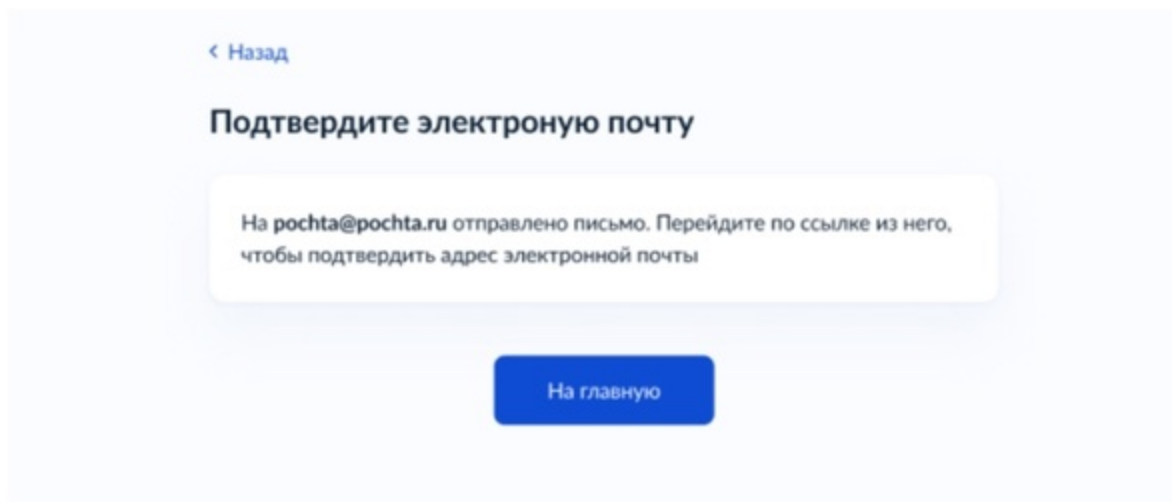 Назад
Подтвердите электроную почту
На pochta@pochta.ru отправлено письмо. Перейдите по ссылке из него,
чтобы подтвердить адрес электронной почты
На главную